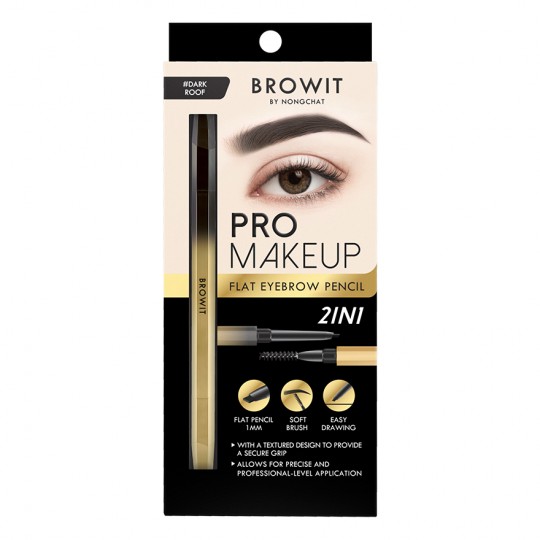 #DARK
ROOF
BROWIT
BY NONGCHAT
PRO
MAKEUP
FLAT EYEBROW PENCIL
2IN1
BROWIT
FLAT PENCIL
1MM
SOFT
BRUSH
EASY
DRAWING
▸ WITH A TEXTURED DESIGN TO PROVIDE
A SECURE GRIP
▸ ALLOWS FOR PRECISE AND
PROFESSIONAL-LEVEL APPLICATION